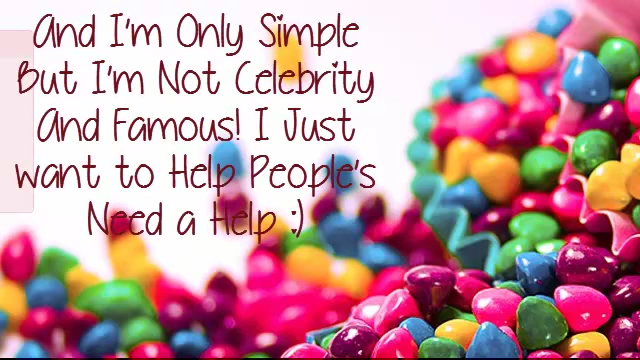 And I'm Only Simple
But I'm Not Celebrity
And Famous! I Just
want to Help People's
Need a Help :)